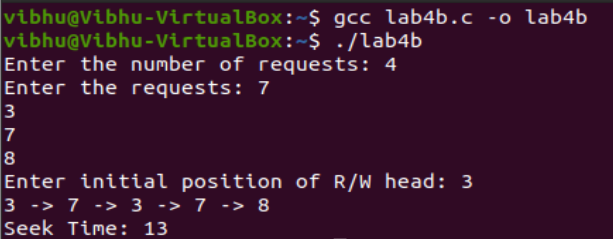 vibhu@Vibhu-VirtualBox:~$ gcc lab4b.c -o lab4b
vibhu@Vibhu-VirtualBox:~$ ./lab4b
Enter the number of requests: 4
Enter the requests: 7
3
7
8
Enter initial position of R/W head: 3
3 -> 7 -> 3 -> 7 -> 8
Seek Time: 13